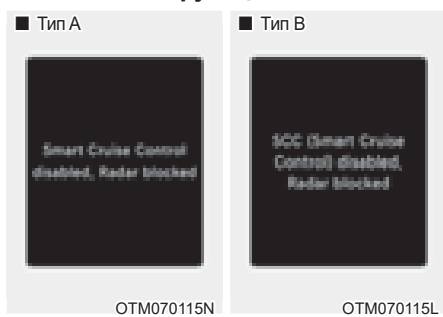 ■ Тип А
■ Тип В
Smart Cruise Control
disabled, Radar blocked
SCC (Smart Cruise
Control) disabled,
Radar blocked
OTM070115N
OTM070115L